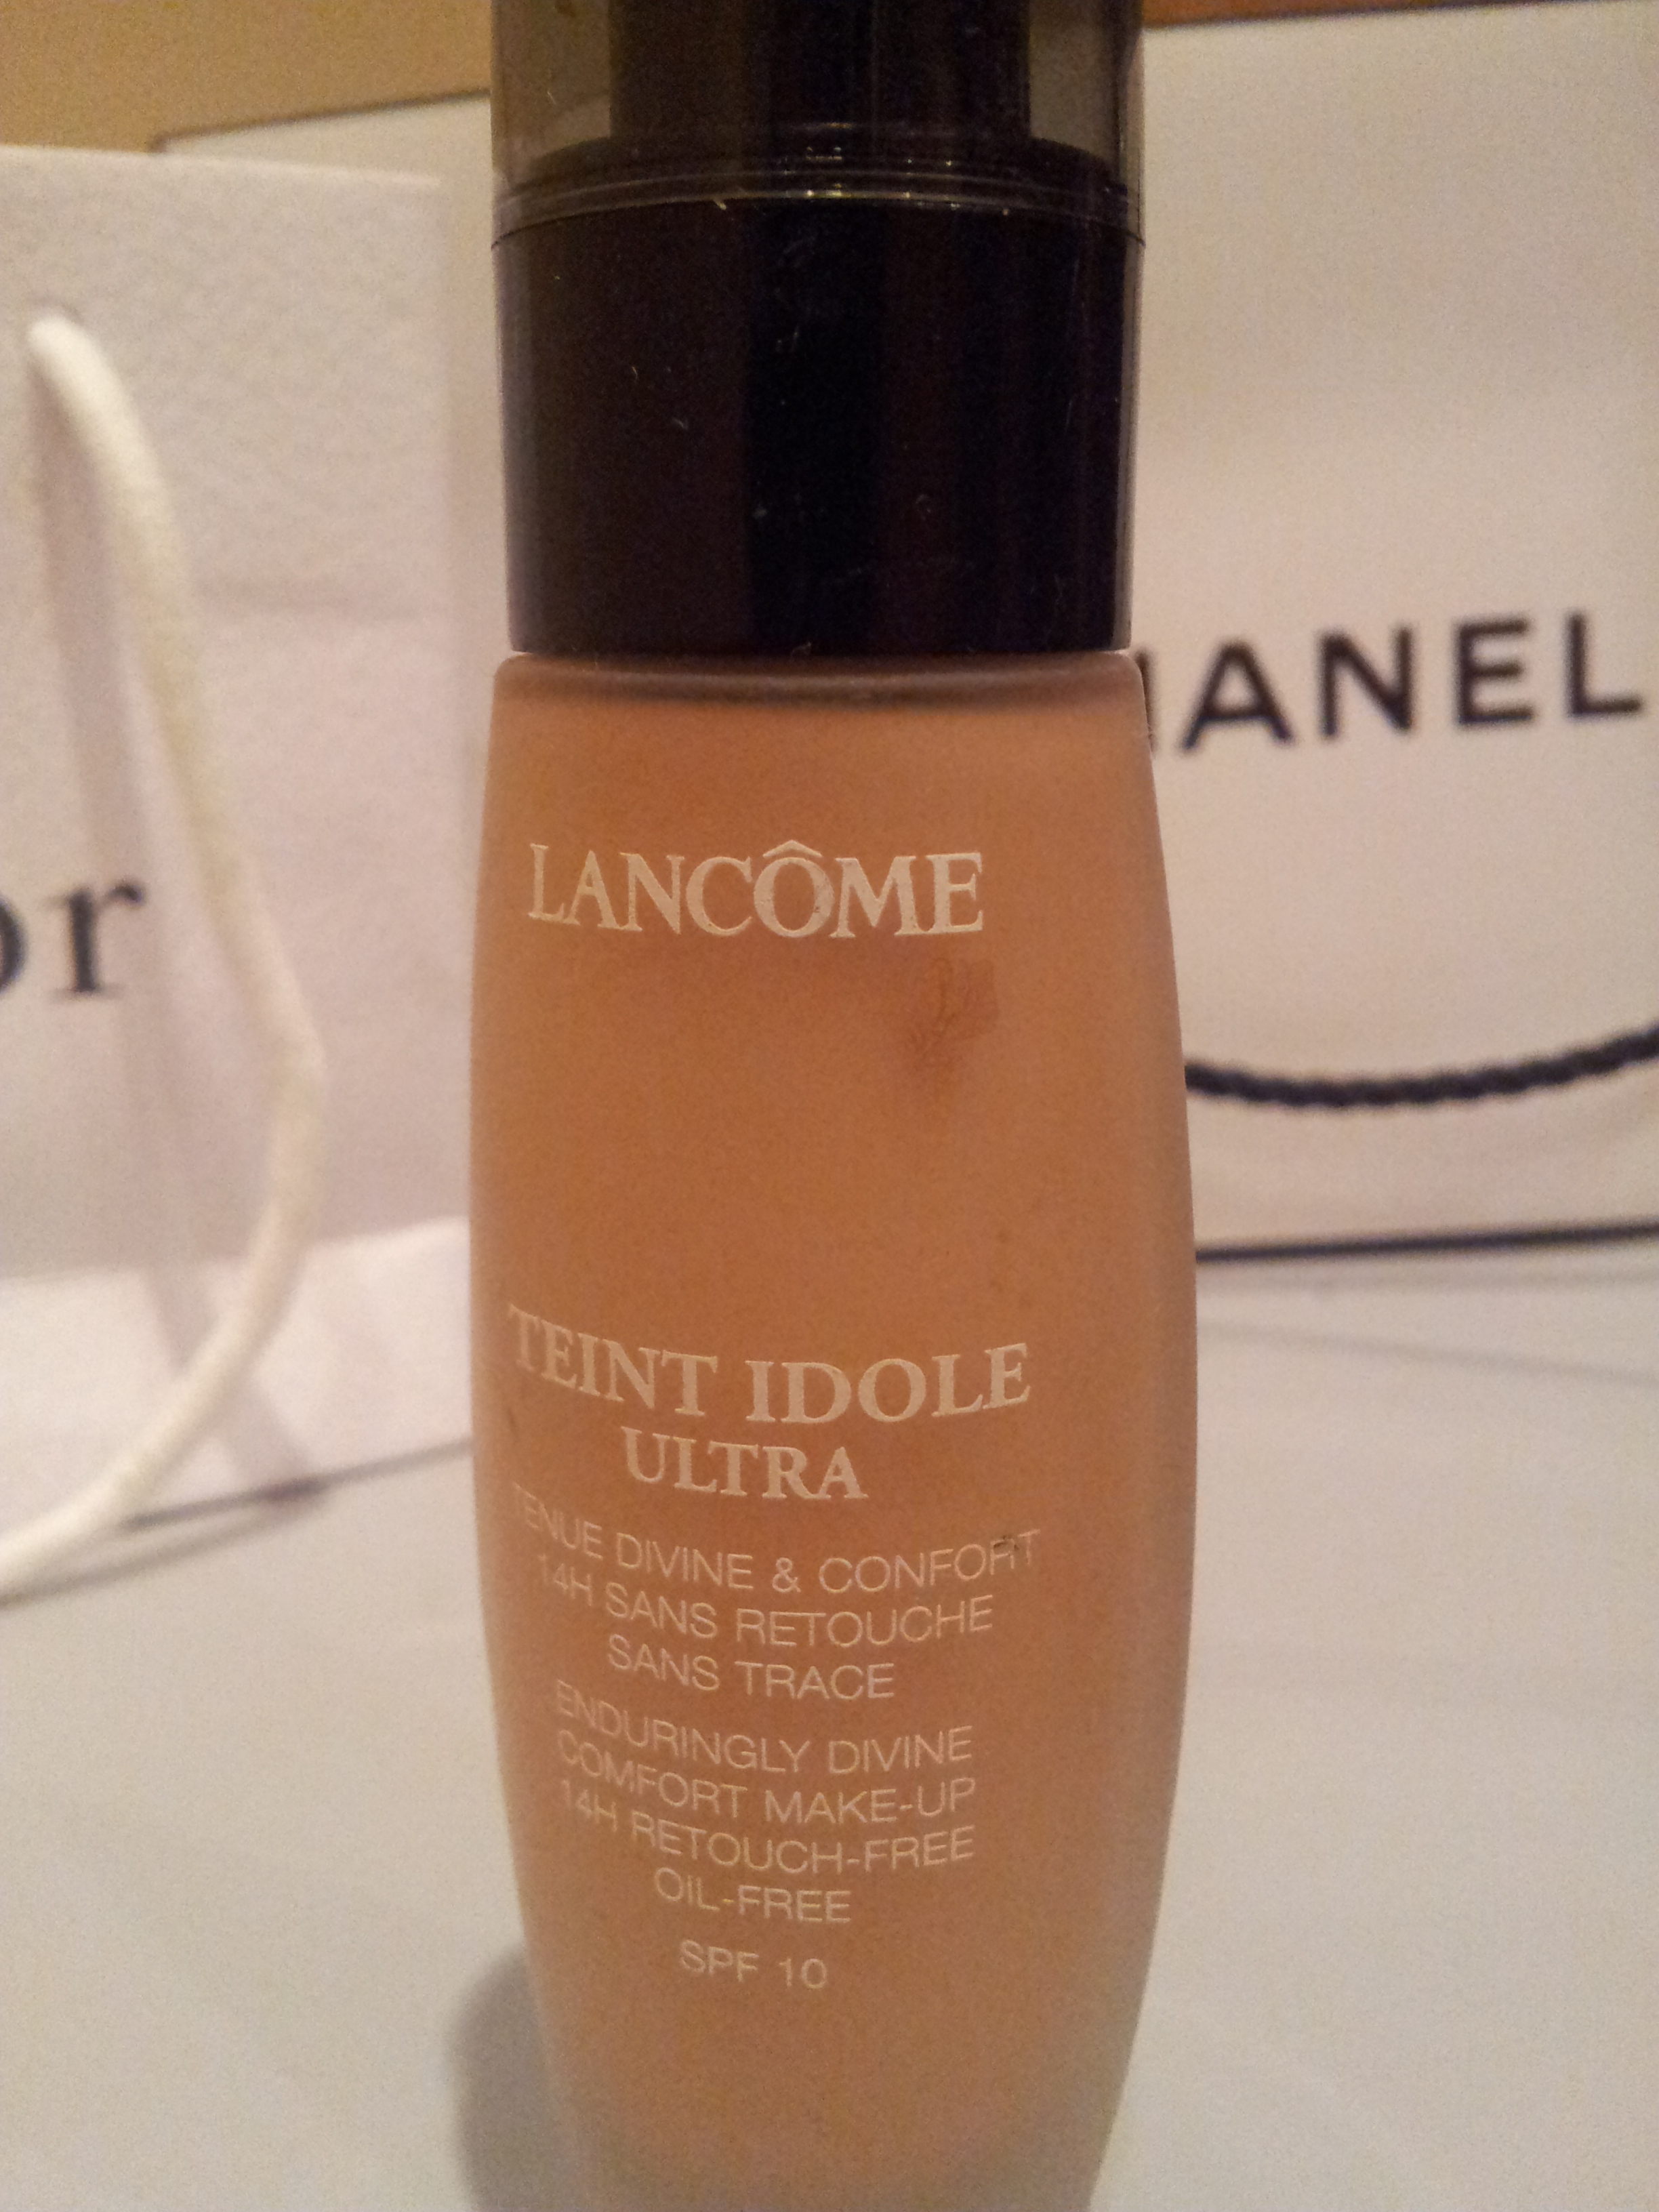 LANCÔME
TEINT IDOLE
ULTRA
TENUE DIVINE & CONFORT
14H SANS RETOUCHE
SANS TRACE
ENDURINGLY DIVINE
COMFORT MAKE-UP
14H RETOUCH-FREE
OIL-FREE
SPF 10
HANEL
or